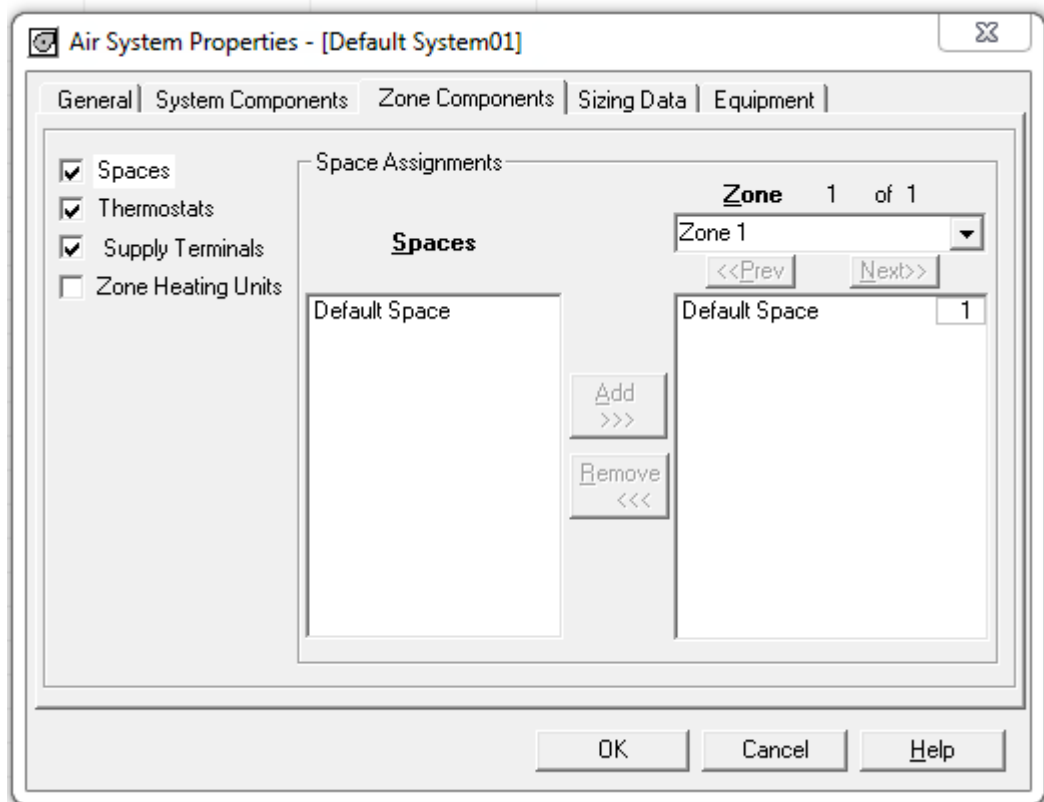 Air System Properties - [Default System01]
General System Components Zone Components Sizing Data Equipment
Spaces
Thermostats
Supply Terminals
Zone Heating Units
Space Assignments
Spaces
Zone 1 of 1
Zone 1
<<Prev Next>>
Default Space
Default Space 1
Add
>>>
Remove
<<<
OK Cancel Help